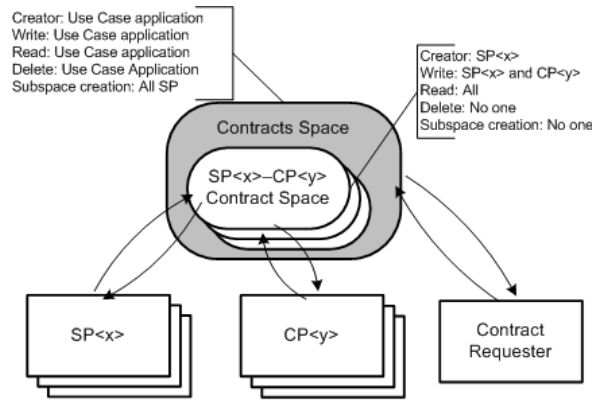 Creator: Use Case application
Write: Use Case application
Read: Use Case application
Delete: Use Case Application
Subspace creation: All SP
Creator: SP<x>
Write: SP<x> and CP<y>
Read: All
Delete: No one
Subspace creation: No one
Contracts Space
SP<x>–CP<y>
Contract Space
SP<x>
CP<y>
Contract
Requester